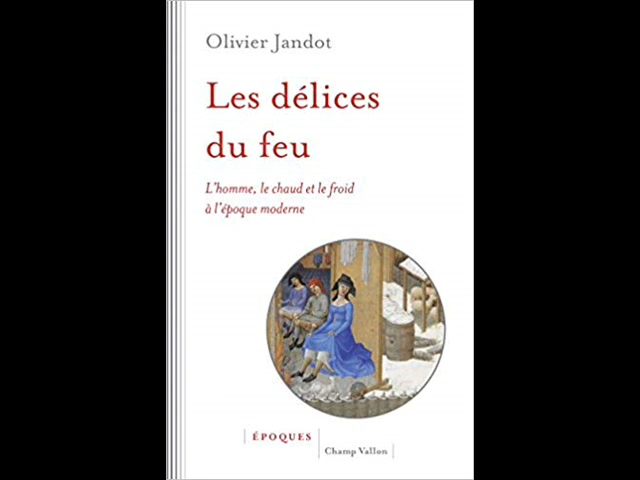 Olivier Jandot
Les délices
du feu
L'homme, le chaud et le froid
à l'époque moderne
ÉPOQUES
Champ Vallon